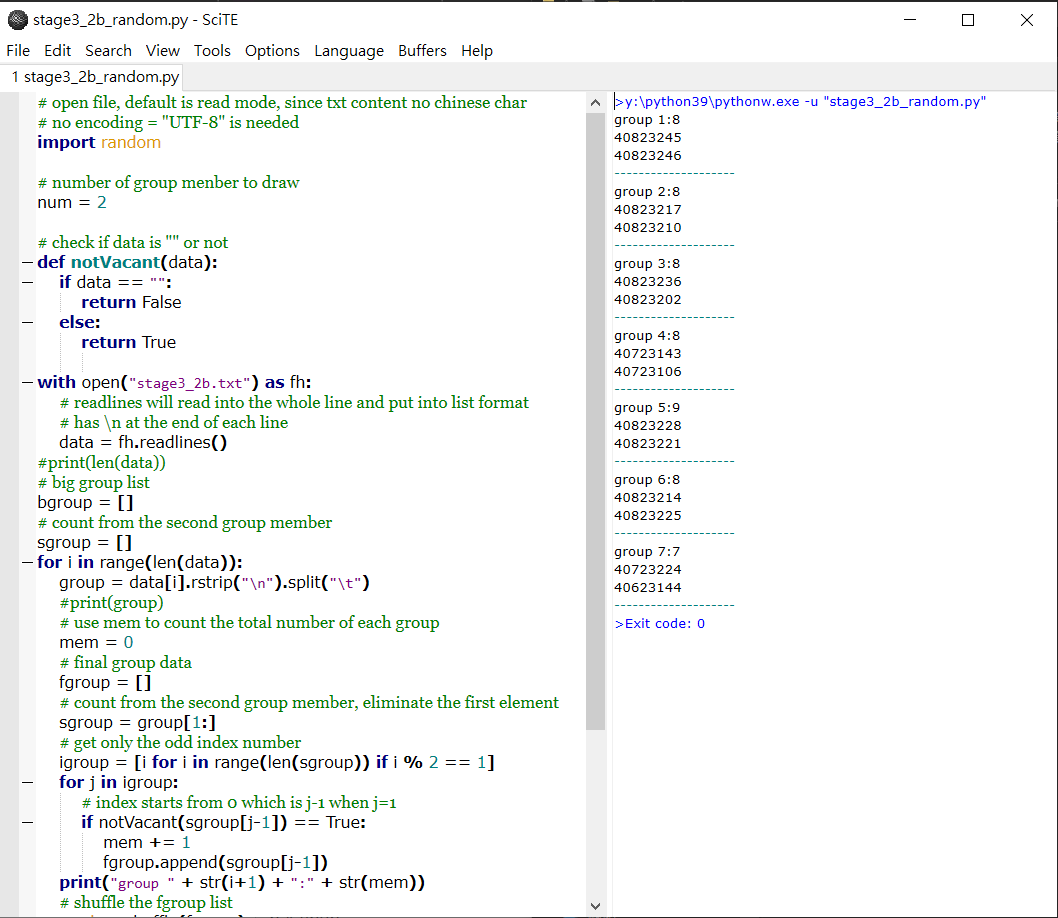 stage3_2b_random.py - SciTE
File Edit Search View Tools Options Language Buffers Help
1 stage3_2b_random.py
# open file, default is read mode, since txt content no chinese char
# no encoding = "UTF-8" is needed
import random
# number of group menber to draw
num = 2
# check if data is "" or not
def notVacant(data):
if data == "":
return False
else:
return True
with open("stage3_2b.txt") as fh:
# readlines will read into the whole line and put into list format
# has \n at the end of each line
data = fh.readlines()
#print(len(data))
# big group list
bgroup = []
# count from the second group member
sgroup = []
for i in range(len(data)):
group = data[i].rstrip("\n").split("\t")
#print(group)
# use mem to count the total number of each group
mem = 0
# final group data
fgroup = []
# count from the second group member, eliminate the first element
sgroup = group[1:]
# get only the odd index number
igroup = [i for i in range(len(sgroup)) if i % 2 == 1]
for j in igroup:
# index starts from 0 which is j-1 when j=1
if notVacant(sgroup[j-1]) == True:
mem += 1
fgroup.append(sgroup[j-1])
print("group " + str(i+1) + ":" + str(mem))
# shuffle the fgroup list
>y:\python39\pythonw.exe -u "stage3_2b_random.py"
group 1:8
40823245
40823246
--------------------
group 2:8
40823217
40823210
--------------------
group 3:8
40823236
40823202
--------------------
group 4:8
40723143
40723106
--------------------
group 5:9
40823228
40823221
--------------------
group 6:8
40823214
40823225
--------------------
group 7:7
40723224
40623144
--------------------
>Exit code: 0